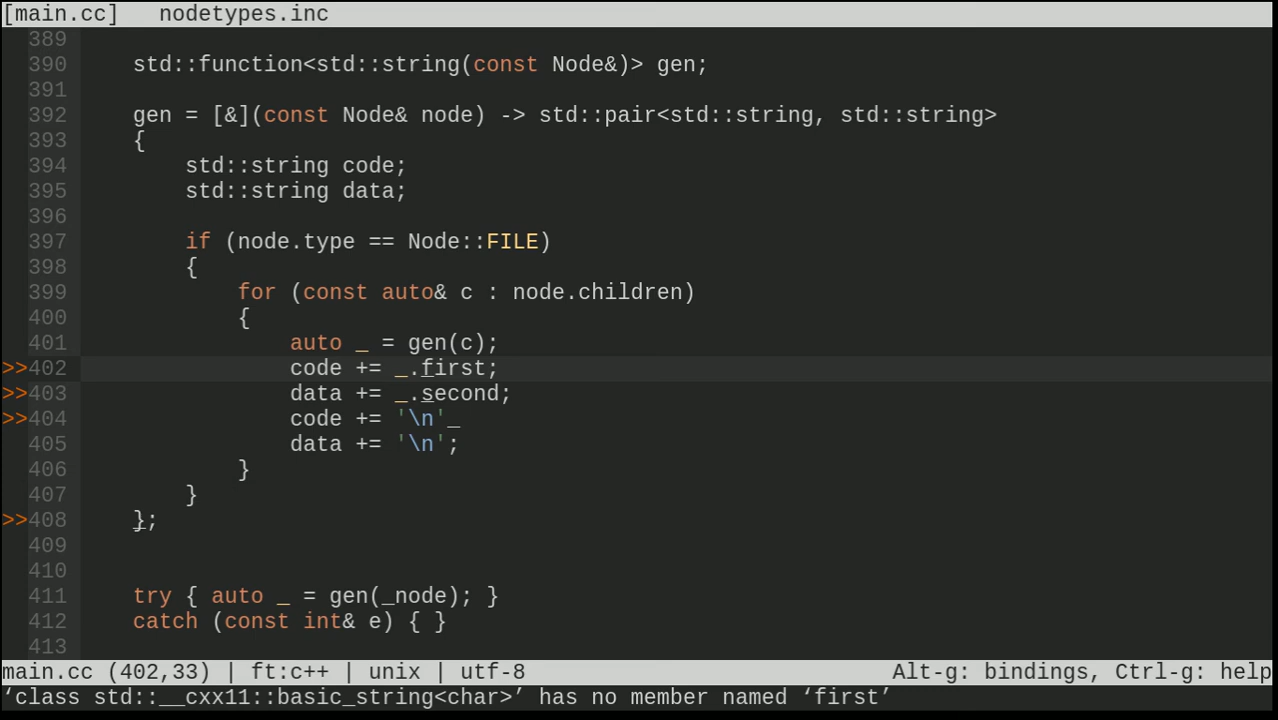 [main.cc]   nodetypes.inc
389
390     std::function<std::string(const Node&)> gen;
391
392     gen = [&](const Node& node) -> std::pair<std::string, std::string>
393     {
394         std::string code;
395         std::string data;
396
397         if (node.type == Node::FILE)
398         {
399             for (const auto& c : node.children)
400             {
401                 auto _ = gen(c);
>>402                 code += _.first;
>>403                 data += _.second;
>>404                 code += '\n'_
405                 data += '\n';
406             }
407         }
>>408     };
409
410
411     try { auto _ = gen(_node); }
412     catch (const int& e) { }
413
main.cc (402,33) | ft:c++ | unix | utf-8     Alt-g: bindings, Ctrl-g: help
‘class std::__cxx11::basic_string<char>’ has no member named ‘first’